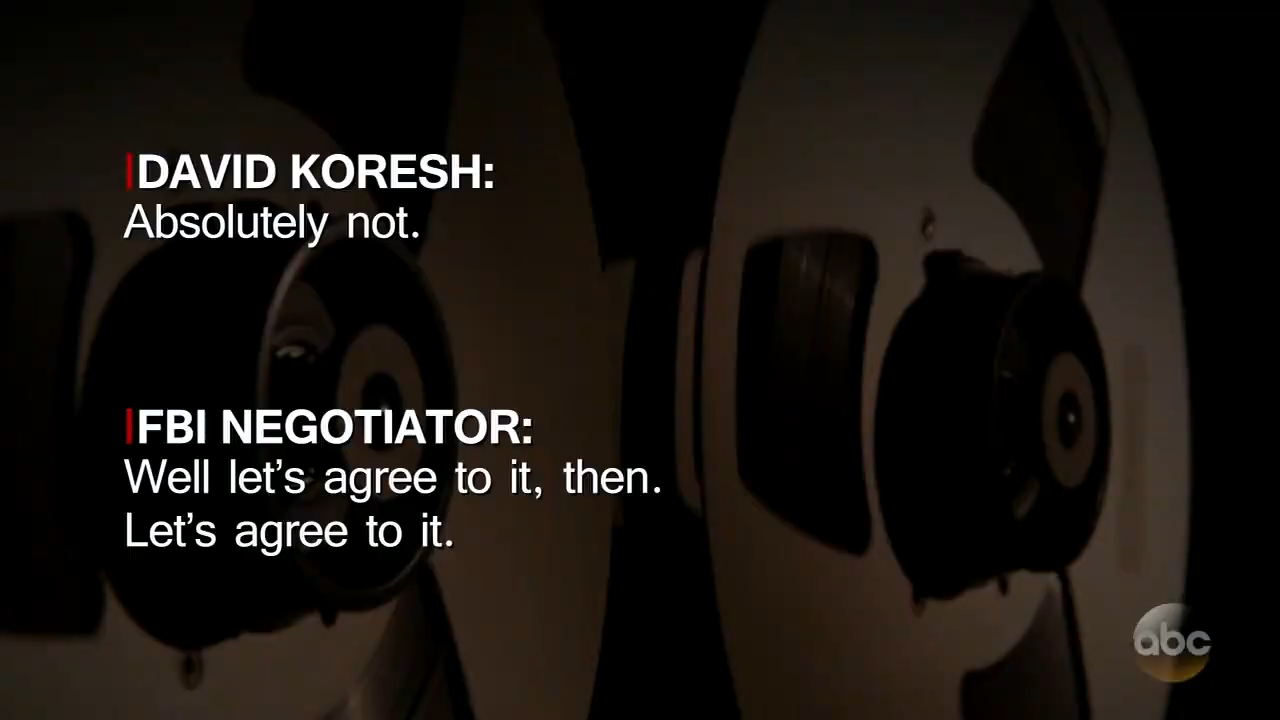 DAVID KORESH:
Absolutely not.
FBI NEGOTIATOR:
Well let's agree to it, then.
Let's agree to it.
abc